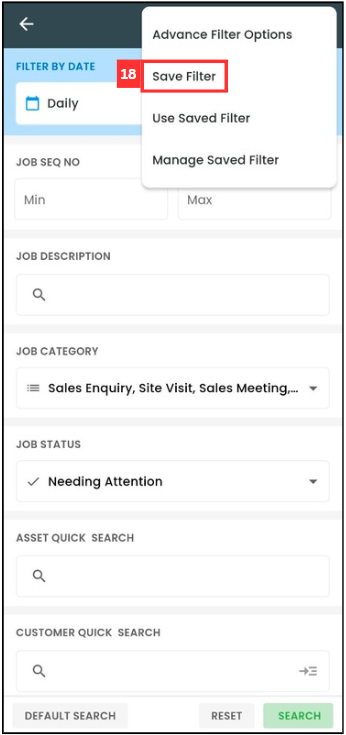 Advance Filter Options
FILTER BY DATE
18 Save Filter
Daily
Use Saved Filter
Manage Saved Filter
JOB SEQ NO
Min Max
JOB DESCRIPTION
JOB CATEGORY
Sales Enquiry, Site Visit, Sales Meeting,...
JOB STATUS
Needing Attention
ASSET QUICK SEARCH
CUSTOMER QUICK SEARCH
DEFAULT SEARCH RESET SEARCH